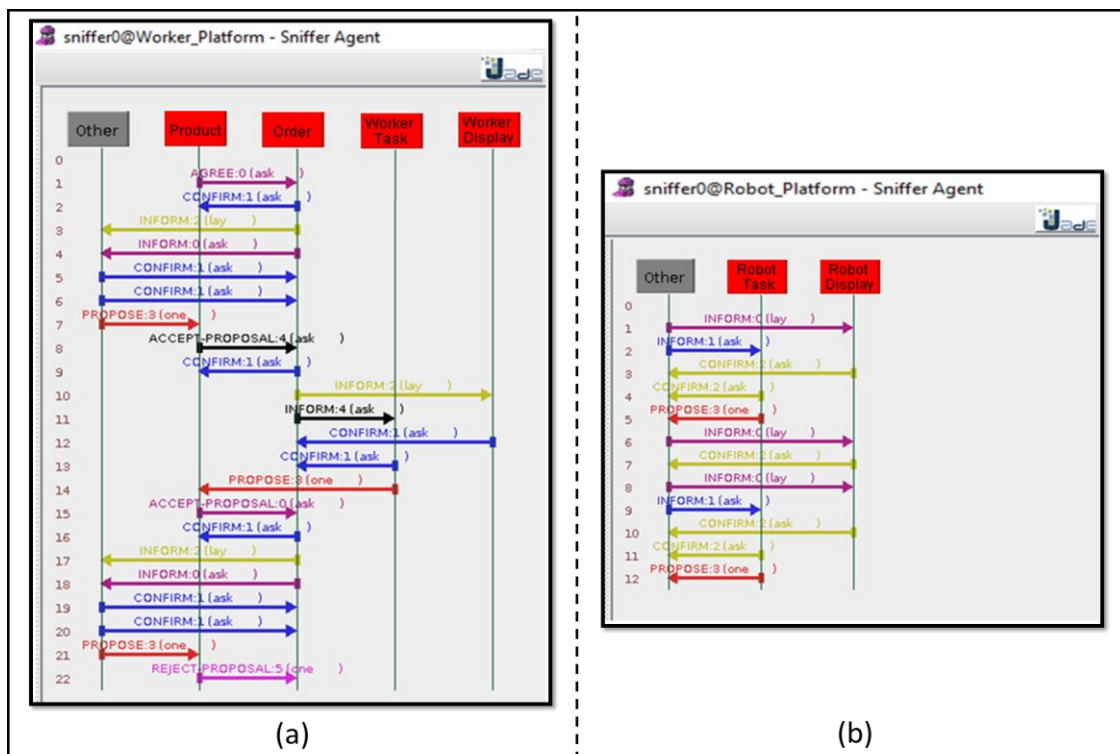 sniffer0@Worker_Platform - Sniffer Agent
Jade
Other Product Order Worker Task Worker Display
0
1 AGREE:0 (ask )
2 CONFIRM:1 (ask )
3 INFORM:2 (lay )
4 INFORM:0 (ask )
5 CONFIRM:1 (ask )
6 CONFIRM:1 (ask )
7 PROPOSE:3 (one )
8 ACCEPT-PROPOSAL:4 (ask )
9 CONFIRM:1 (ask )
10 INFORM:2 (lay )
11 INFORM:4 (ask )
12 CONFIRM:1 (ask )
13 CONFIRM:1 (ask )
14 PROPOSE:3 (one )
15 ACCEPT-PROPOSAL:0 (ask )
16 CONFIRM:1 (ask )
17 INFORM:2 (lay )
18 INFORM:0 (ask )
19 CONFIRM:1 (ask )
20 CONFIRM:1 (ask )
21 PROPOSE:3 (one )
22 REJECT-PROPOSAL:5 (one )
(a)
sniffer0@Robot_Platform - Sniffer Agent
Jade
Other Robot Task Robot Display
0
1 INFORM:0 (lay )
2 INFORM:1 (ask )
3 CONFIRM:2 (ask )
4 CONFIRM:2 (ask )
5 PROPOSE:3 (one )
6 INFORM:0 (lay )
7 CONFIRM:2 (ask )
8 INFORM:0 (lay )
9 INFORM:1 (ask )
10 CONFIRM:2 (ask )
11 CONFIRM:2 (ask )
12 PROPOSE:3 (one )
(b)